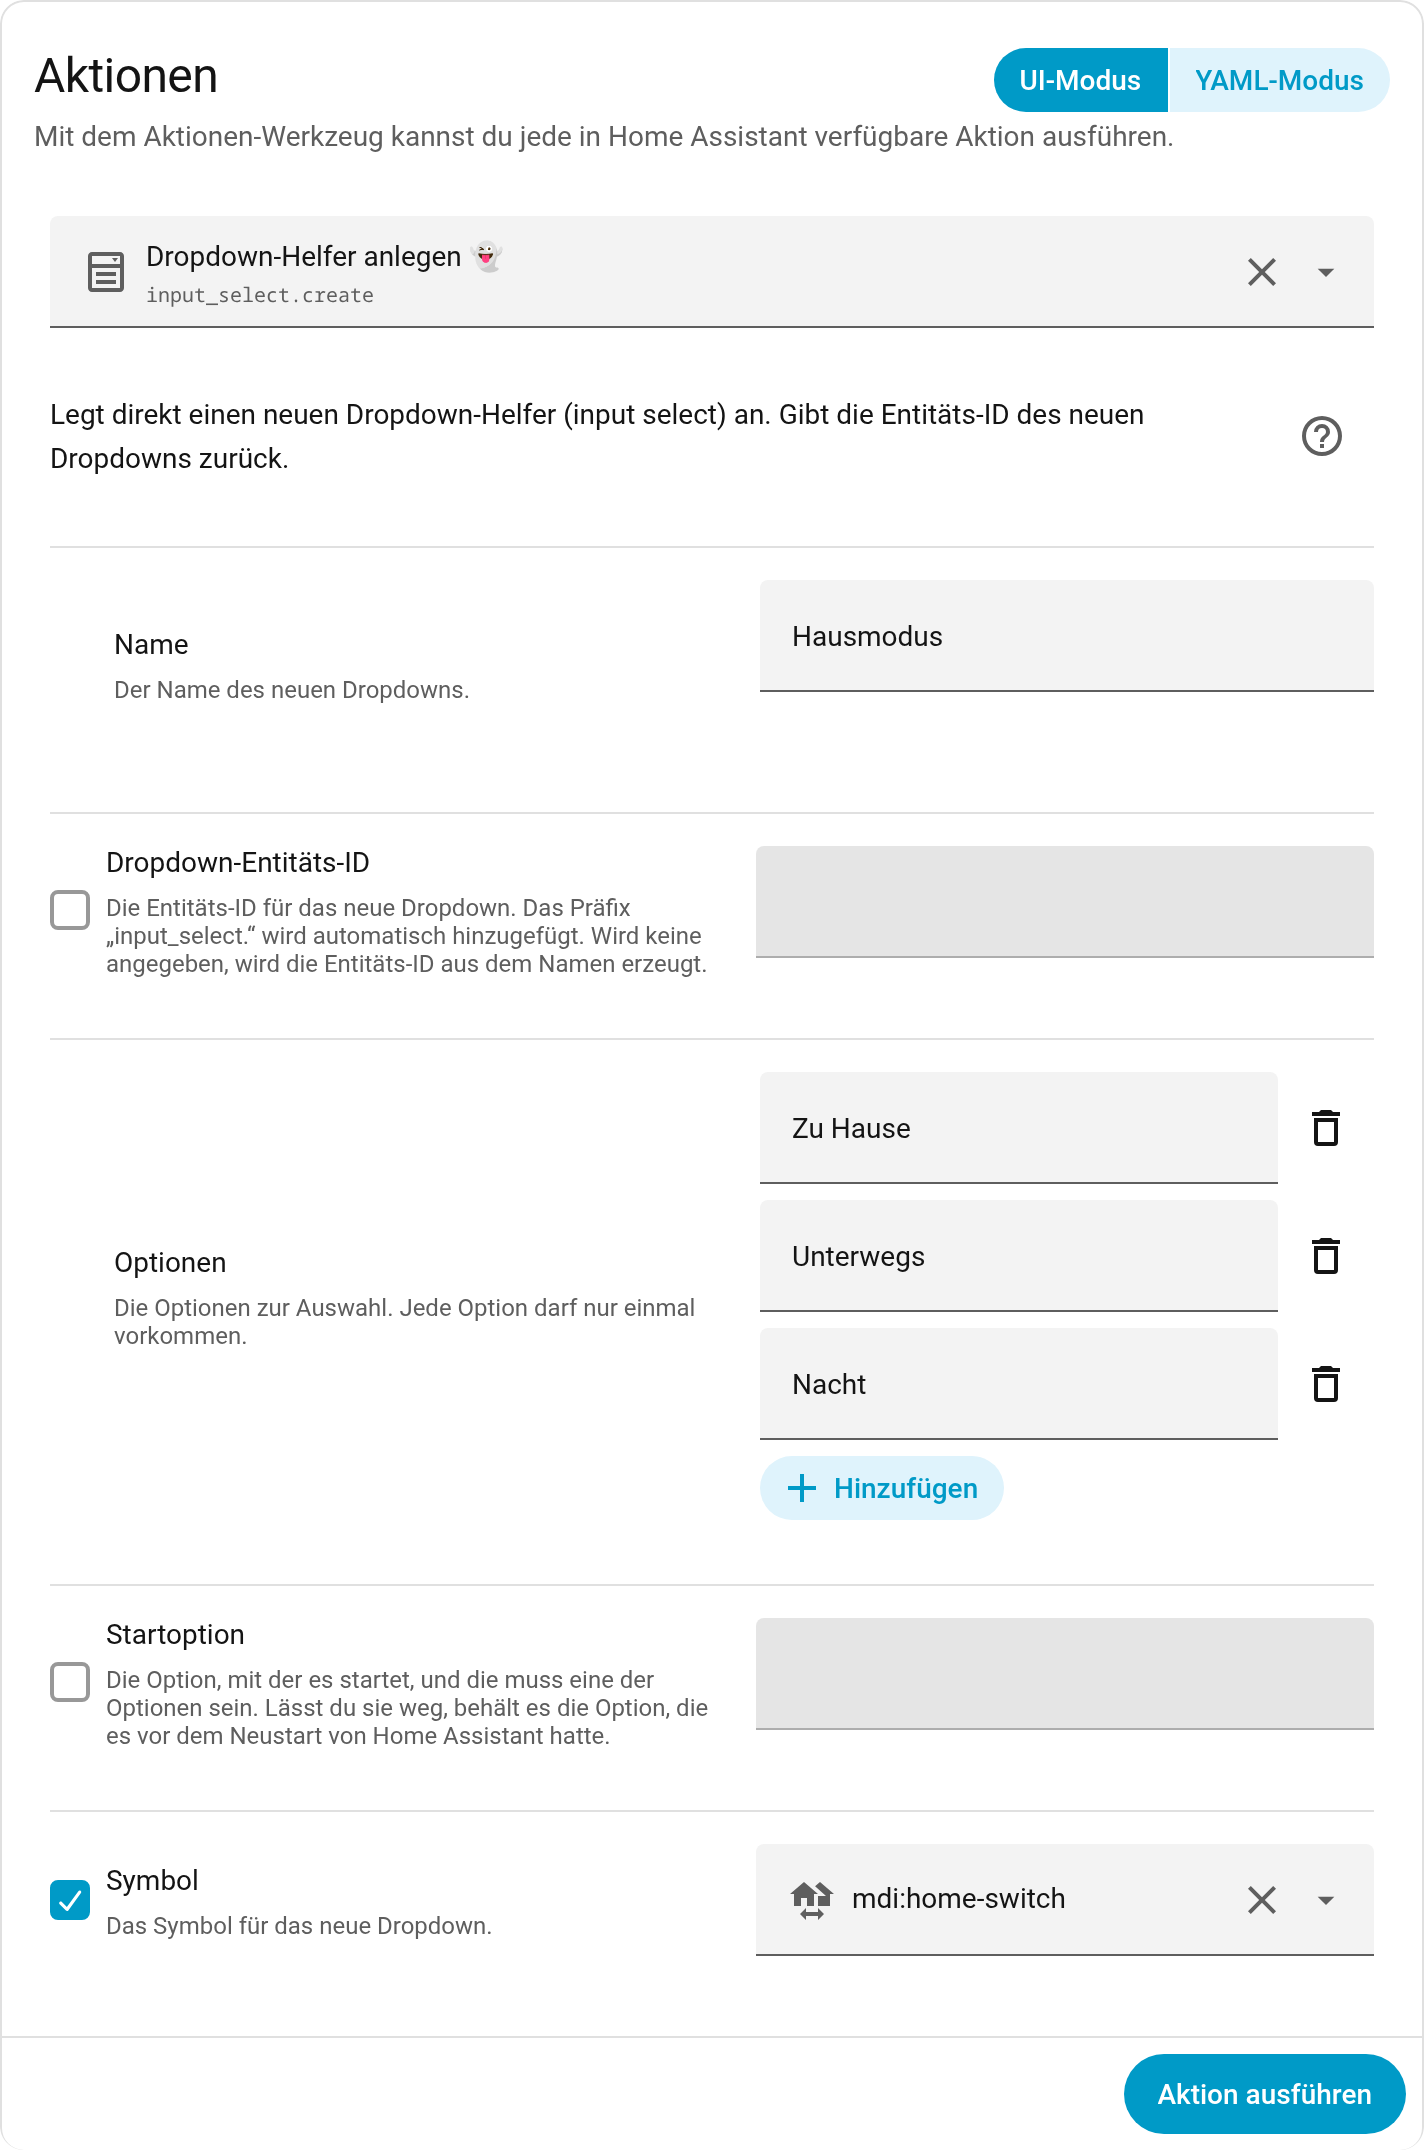 Aktionen
UI-Modus
YAML-Modus
Mit dem Aktionen-Werkzeug kannst du jede in Home Assistant verfügbare Aktion ausführen.
Dropdown-Helfer anlegen 👻
input_select.create
Legt direkt einen neuen Dropdown-Helfer (input select) an. Gibt die Entitäts-ID des neuen
Dropdowns zurück.
Name
Der Name des neuen Dropdowns.
Hausmodus
Dropdown-Entitäts-ID
Die Entitäts-ID für das neue Dropdown. Das Präfix
„input_select.“ wird automatisch hinzugefügt. Wird keine
angegeben, wird die Entitäts-ID aus dem Namen erzeugt.
Optionen
Die Optionen zur Auswahl. Jede Option darf nur einmal
vorkommen.
Zu Hause
Unterwegs
Nacht
Hinzufügen
Startoption
Die Option, mit der es startet, und die muss eine der
Optionen sein. Lässt du sie weg, behält es die Option, die
es vor dem Neustart von Home Assistant hatte.
Symbol
Das Symbol für das neue Dropdown.
mdi:home-switch
Aktion ausführen